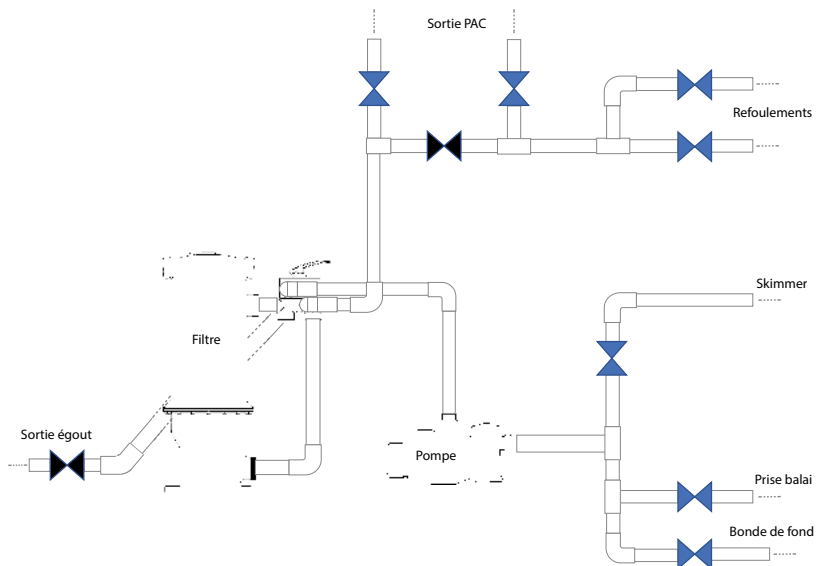 Sortie PAC
Refoulements
Skimmer
Filtre
Sortie égout
Pompe
Prise balai
Bonde de fond